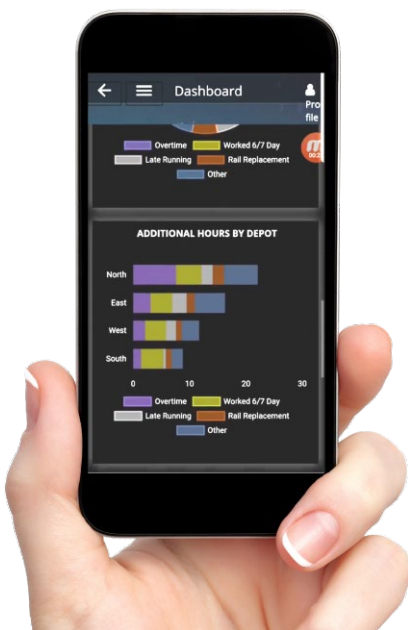 Dashboard
Pro
file
Overtime Worked 6/7 Day
Late Running Rail Replacement
Other
ADDITIONAL HOURS BY DEPOT
North
East
West
South
0 10 20 30
Overtime Worked 6/7 Day
Late Running Rail Replacement
Other